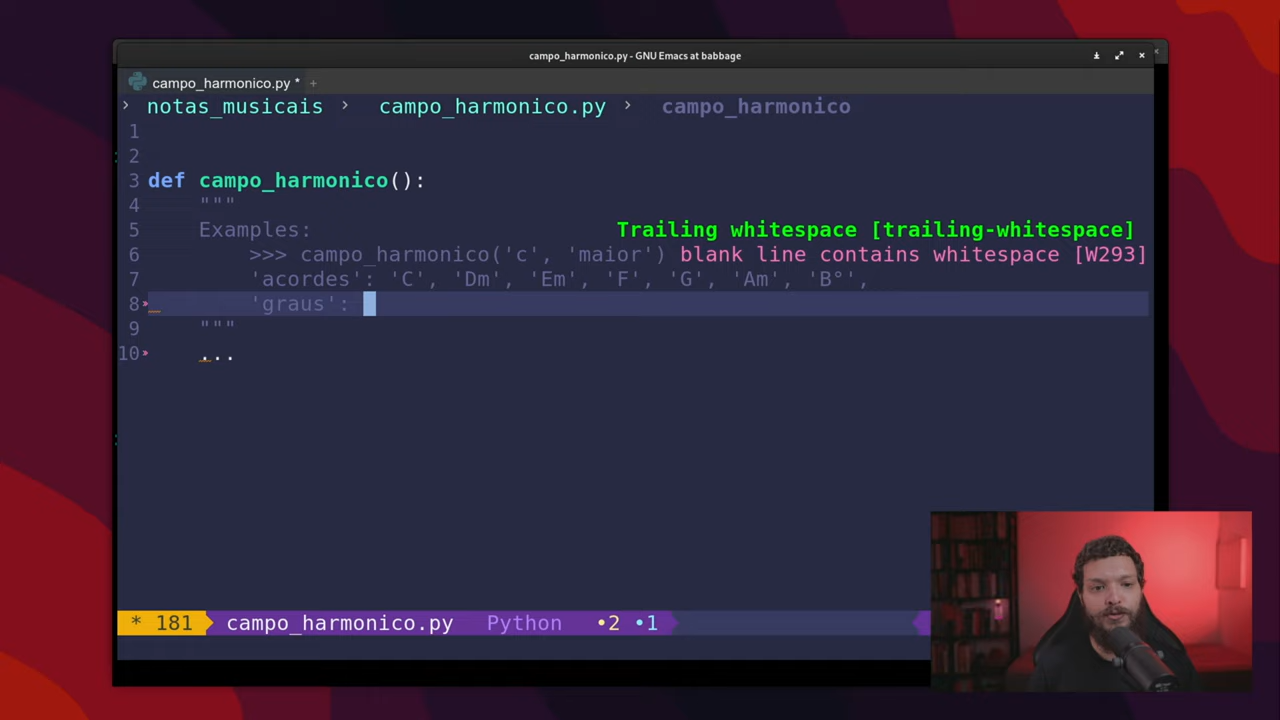 campo_harmonico.py - GNU Emacs at babbage
campo_harmonico.py * +
› notas_musicais › campo_harmonico.py › campo_harmonico
1
2
3 def campo_harmonico():
4 """
5 Examples: Trailing whitespace [trailing-whitespace]
6 >>> campo_harmonico('c', 'maior') blank line contains whitespace [W293]
7 'acordes': 'C', 'Dm', 'Em', 'F', 'G', 'Am', 'B°',
8 'graus':
9 """
10 ...
* 181 campo_harmonico.py Python •2 •1